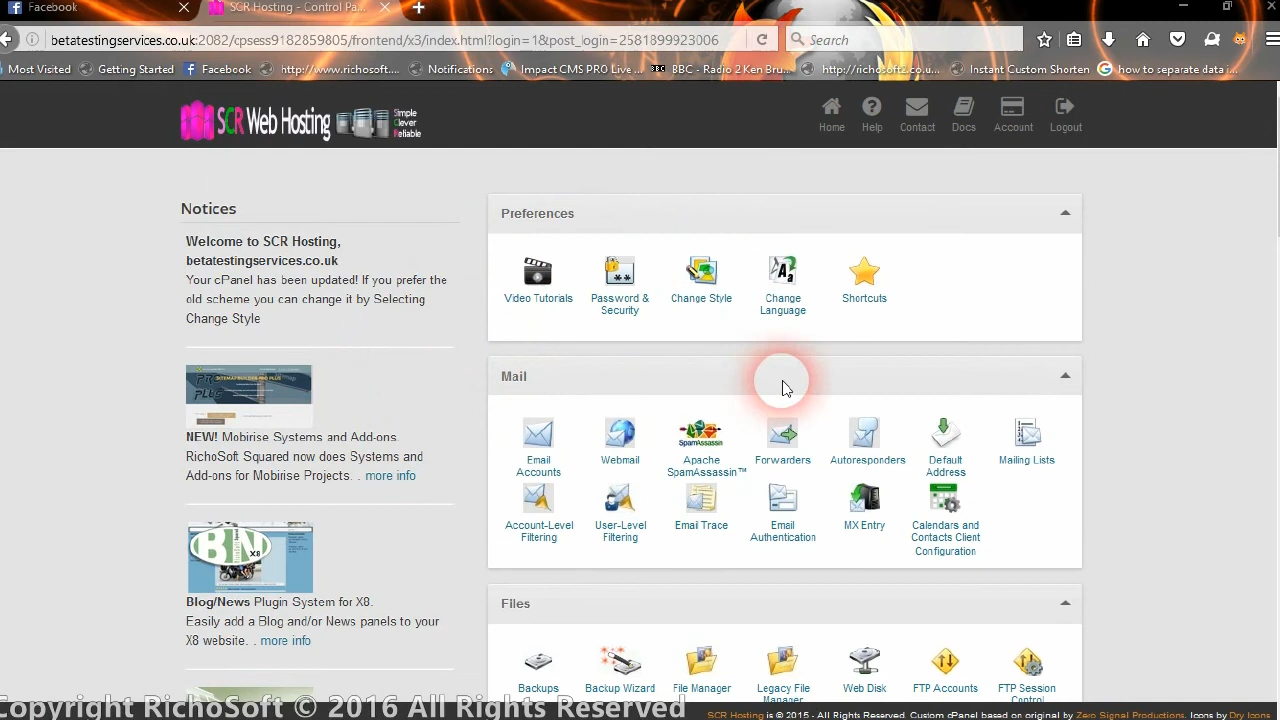 Facebook
SCR Hosting - Control Pa...
betatestingservices.co.uk:2082/cpsess9182859805/frontend/x3/index.html?login=1&post_login=2581899923006
Search
Most Visited
Getting Started
Facebook
http://www.richosoft....
Notifications
Impact CMS PRO Live ...
BBC - Radio 2 Ken Bru...
http://richosoft2.co.u...
Instant Custom Shorten
how to separate data i...
SCR Web Hosting
Simple
Clever
Reliable
Home
Help
Contact
Docs
Account
Logout
Notices
Welcome to SCR Hosting,
betatestingservices.co.uk
Your cPanel has been updated! If you prefer the
old scheme you can change it by Selecting
Change Style
NEW! Mobirise Systems and Add-ons.
RichoSoft Squared now does Systems and
Add-ons for Mobirise Projects. . more info
Blog/News Plugin System for X8.
Easily add a Blog and/or News panels to your
X8 website. . more info
Preferences
Video Tutorials
Password &
Security
Change Style
Change
Language
Shortcuts
Mail
Email
Accounts
Webmail
Apache
SpamAssassin™
Forwarders
Autoresponders
Default
Address
Mailing Lists
Account-Level
Filtering
User-Level
Filtering
Email Trace
Email
Authentication
MX Entry
Calendars and
Contacts Client
Configuration
Files
Backups
Backup Wizard
File Manager
Legacy File
Manager
Web Disk
FTP Accounts
FTP Session
Control
Copyright RichoSoft © 2016 All Rights Reserved
SCR Hosting is © 2015 - All Rights Reserved. Custom cPanel based on original by Zero Signal Productions. Icons by Dry Icons